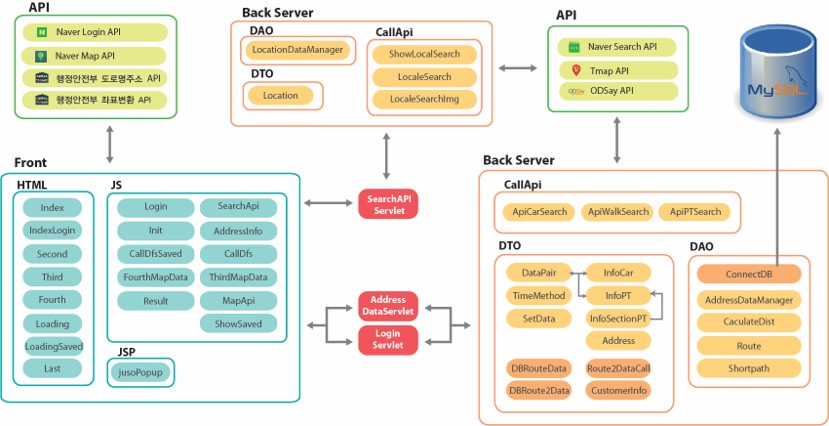 API
Naver Login API
Naver Map API
행정안전부 도로명주소 API
행정안전부 좌표변환 API
Back Server
DAO
LocationDataManager
DTO
Location
CallApi
ShowLocalSearch
LocaleSearch
LocaleSearchImg
API
Naver Search API
Tmap API
ODSay API
MySQL
Front
HTML
Index
IndexLogin
Second
Third
Fourth
Loading
LoadingSaved
Last
JS
Login
Init
CallDfsSaved
FourthMapData
Result
SearchApi
AddressInfo
CallDfs
ThirdMapData
MapApi
ShowSaved
JSP
jusoPopup
SearchAPI
Servlet
Address
DataServlet
Login
Servlet
Back Server
CallApi
ApiCarSearch
ApiWalkSearch
ApiPTSearch
DTO
DataPair
TimeMethod
SetData
InfoCar
InfoPT
InfoSectionPT
Address
DBRouteData
Route2DataCall
DBRoute2Data
CustomerInfo
DAO
ConnectDB
AddressDataManager
CaculateDist
Route
Shortpath